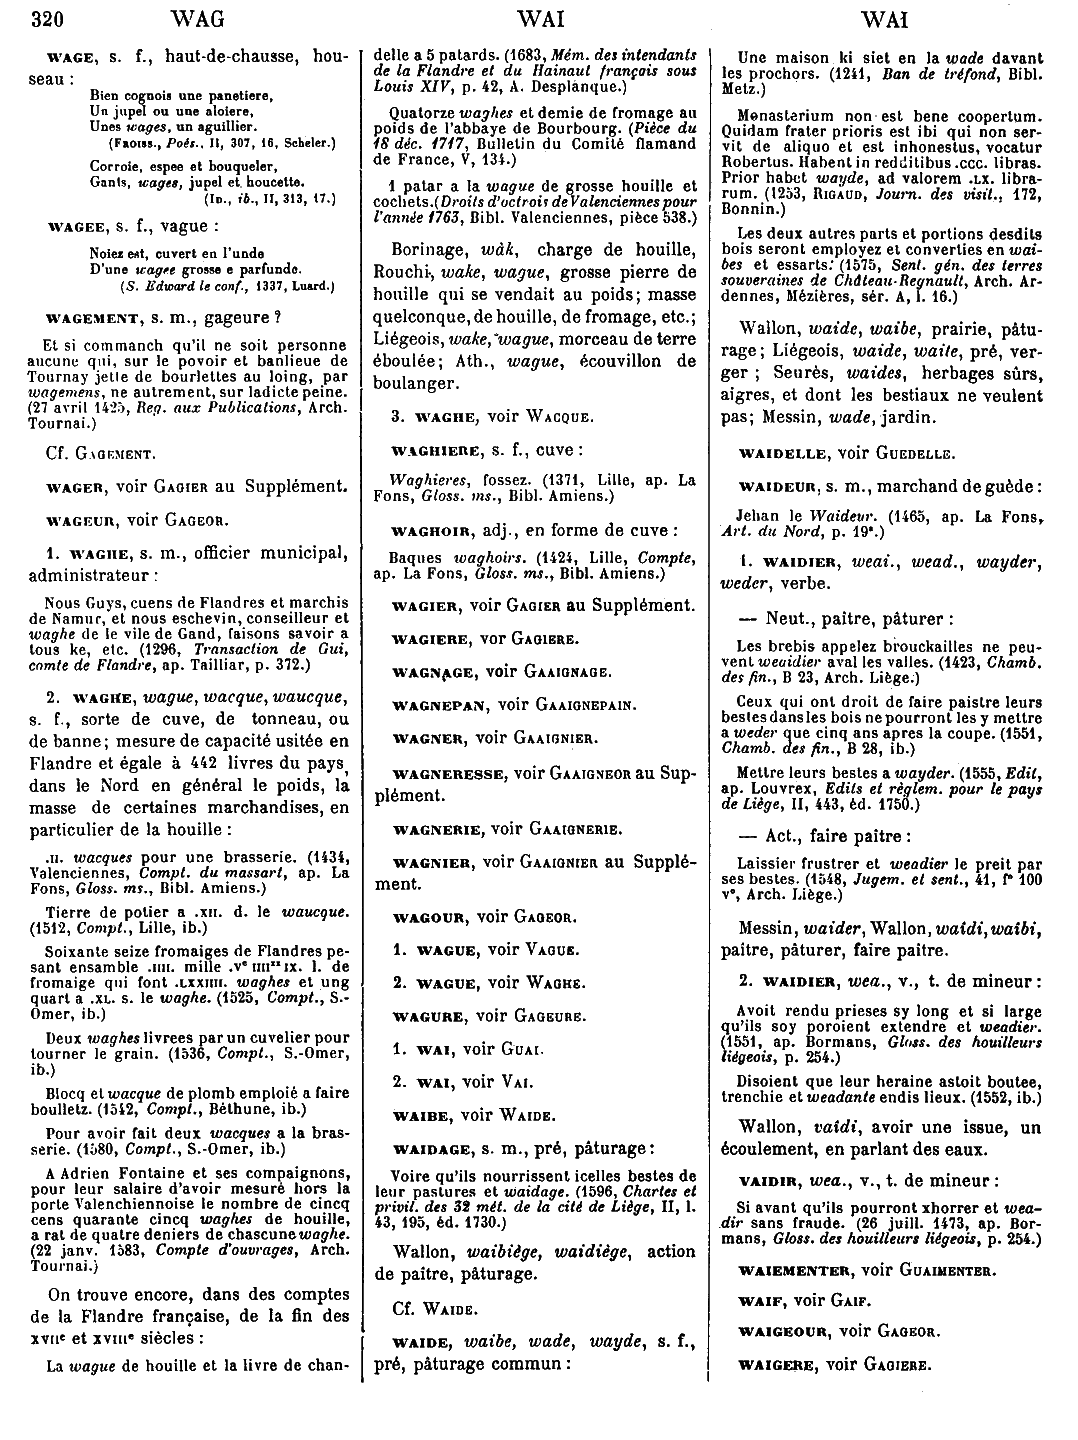 320 WAG WAI WAI
WAGE, s. f., haut-de-chausse, hou-
seau :
Bien cognois une panetiere,
Un jupel ou une aloiere,
Unes wages, un aguillier.
(FROISS., Poés., II, 307, 16, Scheler.)
Corroie, espee et bouqueler,
Gants, wages, jupel et houcette.
(ID., ib., II, 313, 17.)
WAGEE, s. f., vague :
Noiez est, cuvert en l'unde
D'une wagee grosse e parfunde.
(S. Edward le conf., 1337, Luard.)
WAGEMENT, s. m., gageure ?
Et si commanch qu'il ne soit personne
aucune qui, sur le povoir et banlieue de
Tournay jette de bourlettes au loing, par
wagemens, ne autrement, sur ladicte peine.
(27 avril 1425, Reg. aux Publications, Arch.
Tournai.)
Cf. GAGEMENT.
WAGER, voir GAGIER au Supplément.
WAGEUR, voir GAGEOR.
1. WAGHE, s. m., officier municipal,
administrateur :
Nous Guys, cuens de Flandres et marchis
de Namur, et nous eschevin, conseilleur et
waghe de le vile de Gand, faisons savoir a
tous ke, etc. (1296, Transaction de Gui,
comte de Flandre, ap. Tailliar, p. 372.)
2. WAGHE, wague, wacque, waucque,
s. f., sorte de cuve, de tonneau, ou
de banne ; mesure de capacité usitée en
Flandre et égale à 442 livres du pays,
dans le Nord en général le poids, la
masse de certaines marchandises, en
particulier de la houille :
.II. wacques pour une brasserie. (1434,
Valenciennes, Compt. du massart, ap. La
Fons, Gloss. ms., Bibl. Amiens.)
Tierre de potier a .XII. d. le waucque.
(1512, Compt., Lille, ib.)
Soixante seize fromaiges de Flandres pe-
sant ensamble .IIII. mille .Vᶜ IIIIˣˣ IX. l. de
fromaige qui font .LXXIIII. waghes et ung
quart a .XL. s. le waghe. (1525, Compt., S.-
Omer, ib.)
Deux waghes livrees par un cuvelier pour
tourner le grain. (1536, Compt., S.-Omer,
ib.)
Blocq et wacque de plomb emploié a faire
boulletz. (1542, Compt., Béthune, ib.)
Pour avoir fait deux wacques a la bras-
serie. (1580, Compt., S.-Omer, ib.)
A Adrien Fontaine et ses compaignons,
pour leur salaire d'avoir mesuré hors la
porte Valenchiennoise le nombre de cincq
cens quarante cincq waghes de houille,
a rat de quatre deniers de chascune waghe.
(22 janv. 1583, Compte d'ouvrages, Arch.
Tournai.)
On trouve encore, dans des comptes
de la Flandre française, de la fin des
XVIIᵉ et XVIIIᵉ siècles :
La wague de houille et la livre de chan-
delle a 5 patards. (1683, Mém. des intendants
de la Flandre et du Hainaut français sous
Louis XIV, p. 42, A. Desplanque.)
Quatorze waghes et demie de fromage au
poids de l'abbaye de Bourbourg. (Pièce du
18 déc. 1717, Bulletin du Comité flamand
de France, V, 134.)
1 patar a la wague de grosse houille et
cochets. (Droits d'octrois de Valenciennes pour
l'année 1763, Bibl. Valenciennes, pièce 538.)
Borinage, wàk, charge de houille,
Rouchi, wake, wague, grosse pierre de
houille qui se vendait au poids ; masse
quelconque, de houille, de fromage, etc. ;
Liégeois, wake, wague, morceau de terre
éboulée ; Ath., wague, écouvillon de
boulanger.
3. WAGHE, voir WACQUE.
WAGHIERE, s. f., cuve :
Waghieres, fossez. (1371, Lille, ap. La
Fons, Gloss. ms., Bibl. Amiens.)
WAGHOIR, adj., en forme de cuve :
Baques waghoirs. (1424, Lille, Compte,
ap. La Fons, Gloss. ms., Bibl. Amiens.)
WAGIER, voir GAGIER au Supplément.
WAGIERE, vor GAGIERE.
WAGNAGE, voir GAAIGNAGE.
WAGNEPAN, voir GAAIGNEPAIN.
WAGNER, voir GAAIGNIER.
WAGNERESSE, voir GAAIGNEOR au Sup-
plément.
WAGNERIE, voir GAAIGNERIE.
WAGNIER, voir GAAIGNIER au Supplé-
ment.
WAGOUR, voir GAGEOR.
1. WAGUE, voir VAGUE.
2. WAGUE, voir WAGHE.
WAGURE, voir GAGEURE.
1. WAI, voir GUAI.
2. WAI, voir VAI.
WAIBE, voir WAIDE.
WAIDAGE, s. m., pré, pâturage :
Voire qu'ils nourrissent icelles bestes de
leur pastures et waidage. (1596, Chartes et
privil. des 32 mét. de la cité de Liège, II, l.
43, 195, éd. 1730.)
Wallon, waibiège, waidiège, action
de paître, pâturage.
Cf. WAIDE.
WAIDE, waibe, wade, wayde, s. f.,
pré, pâturage commun :
Une maison ki siet en la wade davant
les prochors. (1241, Ban de tréfond, Bibl.
Metz.)
Monasterium non est bene coopertum.
Quidam frater prioris est ibi qui non ser-
vit de aliquo et est inhonestus, vocatur
Robertus. Habent in redditibus .CCC. libras.
Prior habet wayde, ad valorem .LX. libra-
rum. (1253, RIGAUD, Journ. des visit., 172,
Bonnin.)
Les deux autres parts et portions desdits
bois seront employez et converties en wai-
bes et essarts. (1575, Sent. gén. des terres
souveraines de Château-Regnault, Arch. Ar-
dennes, Mézières, sér. A, l. 16.)
Wallon, waide, waibe, prairie, pâtu-
rage ; Liégeois, waide, waite, pré, ver-
ger ; Seurès, waides, herbages sûrs,
aigres, et dont les bestiaux ne veulent
pas ; Messin, wade, jardin.
WAIDELLE, voir GUEDELLE.
WAIDEUR, s. m., marchand de guède :
Jehan le Waideur. (1465, ap. La Fons,
Art. du Nord, p. 19ᵃ.)
1. WAIDIER, weai., wead., wayder,
weder, verbe.
— Neut., paître, pâturer :
Les brebis appelez brouckailles ne peu-
vent weaidier aval les valles. (1423, Chamb.
des fin., B 23, Arch. Liège.)
Ceux qui ont droit de faire paistre leurs
bestes dans les bois ne pourront les y mettre
a weder que cinq ans apres la coupe. (1551,
Chamb. des fin., B 28, ib.)
Mettre leurs bestes a wayder. (1555, Edit,
ap. Louvrex, Edits et règlem. pour le pays
de Liège, II, 443, éd. 1750.)
— Act., faire paître :
Laissier frustrer et weadier le preit par
ses bestes. (1548, Jugem. et sent., 41, fᵒ 100
vᵒ, Arch. Liège.)
Messin, waider, Wallon, waîdi, waibi,
paître, pâturer, faire paitre.
2. WAIDIER, wea., v., t. de mineur :
Avoit rendu prieses sy long et si large
qu'ils soy poroient extendre et weadier.
(1551, ap. Bormans, Gloss. des houilleurs
liégeois, p. 254.)
Disoient que leur heraine astoit boutee,
trenchie et weadante endis lieux. (1552, ib.)
Wallon, vaidi, avoir une issue, un
écoulement, en parlant des eaux.
VAIDIR, wea., v., t. de mineur :
Si avant qu'ils pourront xhorrer et wea-
dir sans fraude. (26 juill. 1473, ap. Bor-
mans, Gloss. des houilleurs liégeois, p. 254.)
WAIEMENTER, voir GUAIMENTER.
WAIF, voir GAIF.
WAIGEOUR, voir GAGEOR.
WAIGERE, voir GAGIERE.